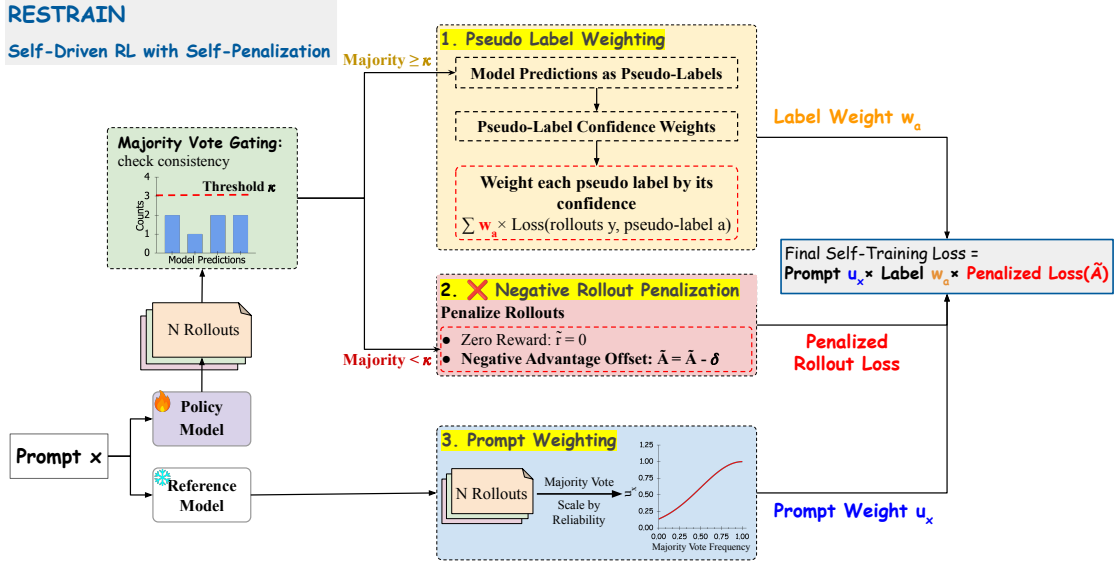 RESTRAIN
Self-Driven RL with Self-Penalization
Majority ≥ κ
Majority Vote Gating:
check consistency
4
3
2
1
0
Counts
Threshold κ
Model Predictions
N Rollouts
Policy
Model
Prompt x
Reference
Model
Majority < κ
1. Pseudo Label Weighting
Model Predictions as Pseudo-Labels
Pseudo-Label Confidence Weights
Weight each pseudo label by its
confidence
∑ wₐ × Loss(rollouts y, pseudo-label a)
2. ❌ Negative Rollout Penalization
Penalize Rollouts
● Zero Reward: r̃ = 0
● Negative Advantage Offset: Ã = Ã - δ
3. Prompt Weighting
N Rollouts
Majority Vote
Scale by
Reliability
1.25
1.00
0.75
0.50
0.25
0.00
uₓ
0.00 0.25 0.50 0.75 1.00
Majority Vote Frequency
Label Weight wₐ
Final Self-Training Loss =
Prompt uₓ× Label wₐ× Penalized Loss(Ã)
Penalized
Rollout Loss
Prompt Weight uₓ